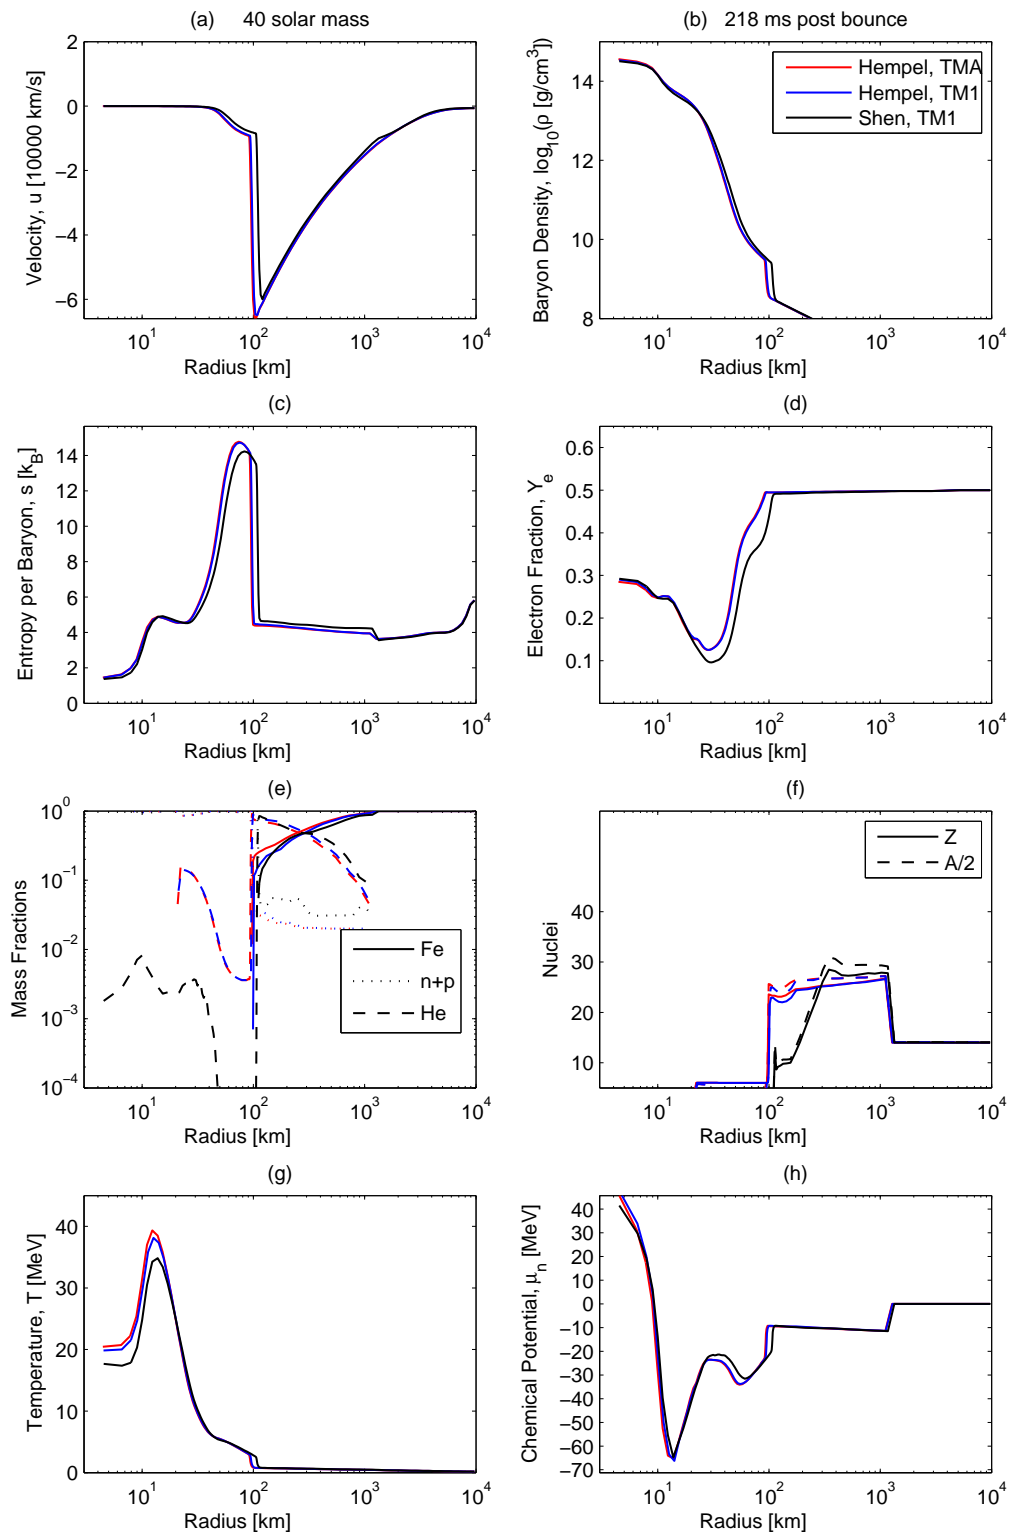 (a) 40 solar mass
(b) 218 ms post bounce
2
0
−2
−4
−6
Velocity, u [10000 km/s]
10^1 10^2 10^3 10^4
Radius [km]
14
12
10
8
Baryon Density, log_10(ρ [g/cm^3])
Hempel, TMA
Hempel, TM1
Shen, TM1
10^1 10^2 10^3 10^4
Radius [km]
(c)
14
12
10
8
6
4
2
0
Entropy per Baryon, s [k_B]
10^1 10^2 10^3 10^4
Radius [km]
(d)
0.6
0.5
0.4
0.3
0.2
0.1
Electron Fraction, Y_e
10^1 10^2 10^3 10^4
Radius [km]
(e)
10^0
10^−1
10^−2
10^−3
10^−4
Mass Fractions
Fe
n+p
He
10^1 10^2 10^3 10^4
Radius [km]
(f)
50
40
30
20
10
Nuclei
Z
A/2
10^1 10^2 10^3 10^4
Radius [km]
(g)
40
30
20
10
0
Temperature, T [MeV]
10^1 10^2 10^3 10^4
Radius [km]
(h)
40
30
20
10
0
−10
−20
−30
−40
−50
−60
−70
Chemical Potential, μ_n [MeV]
10^1 10^2 10^3 10^4
Radius [km]